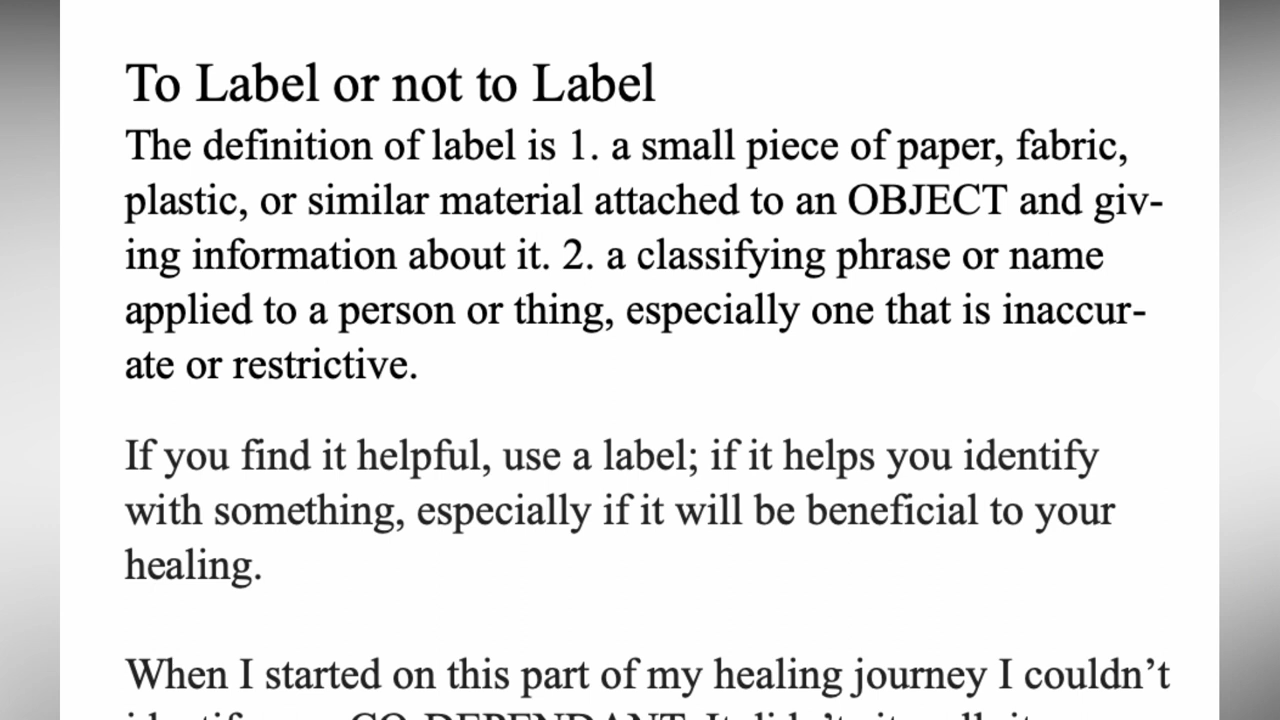 To Label or not to Label
The definition of label is 1. a small piece of paper, fabric,
plastic, or similar material attached to an OBJECT and giv-
ing information about it. 2. a classifying phrase or name
applied to a person or thing, especially one that is inaccur-
ate or restrictive.
If you find it helpful, use a label; if it helps you identify
with something, especially if it will be beneficial to your
healing.
When I started on this part of my healing journey I couldn’t